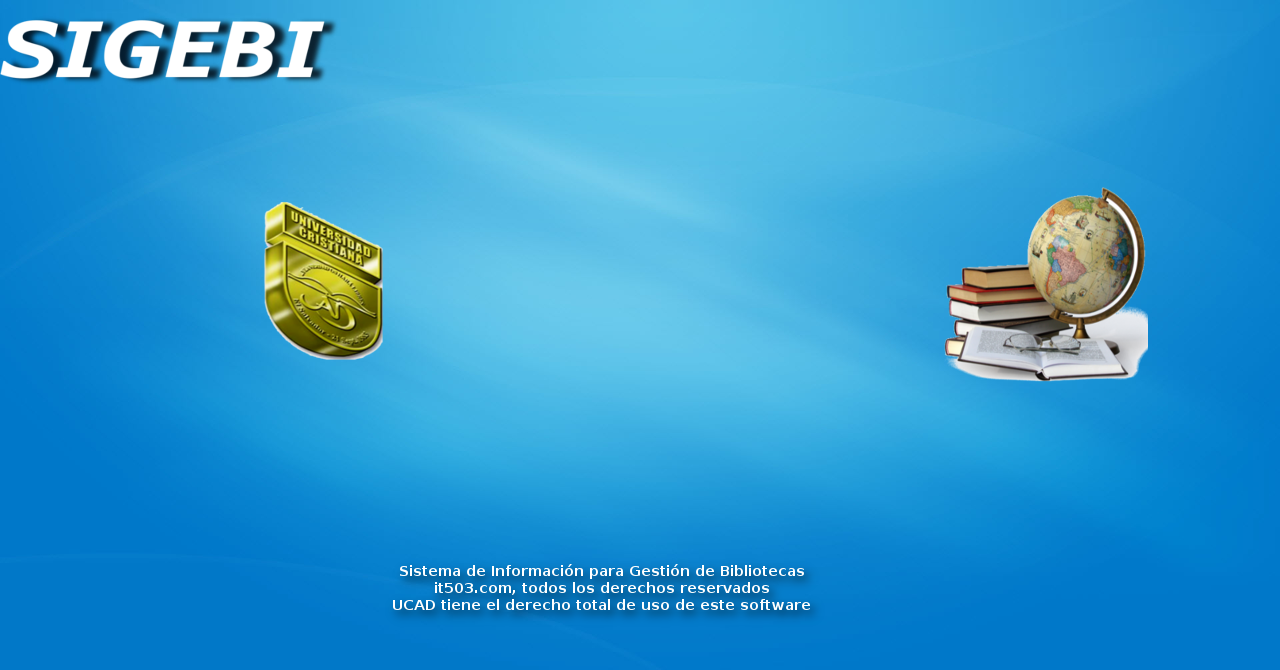 SIGEBI
UNIVERSIDAD
CRISTIANA
Sistema de Información para Gestión de Bibliotecas
it503.com, todos los derechos reservados
UCAD tiene el derecho total de uso de este software